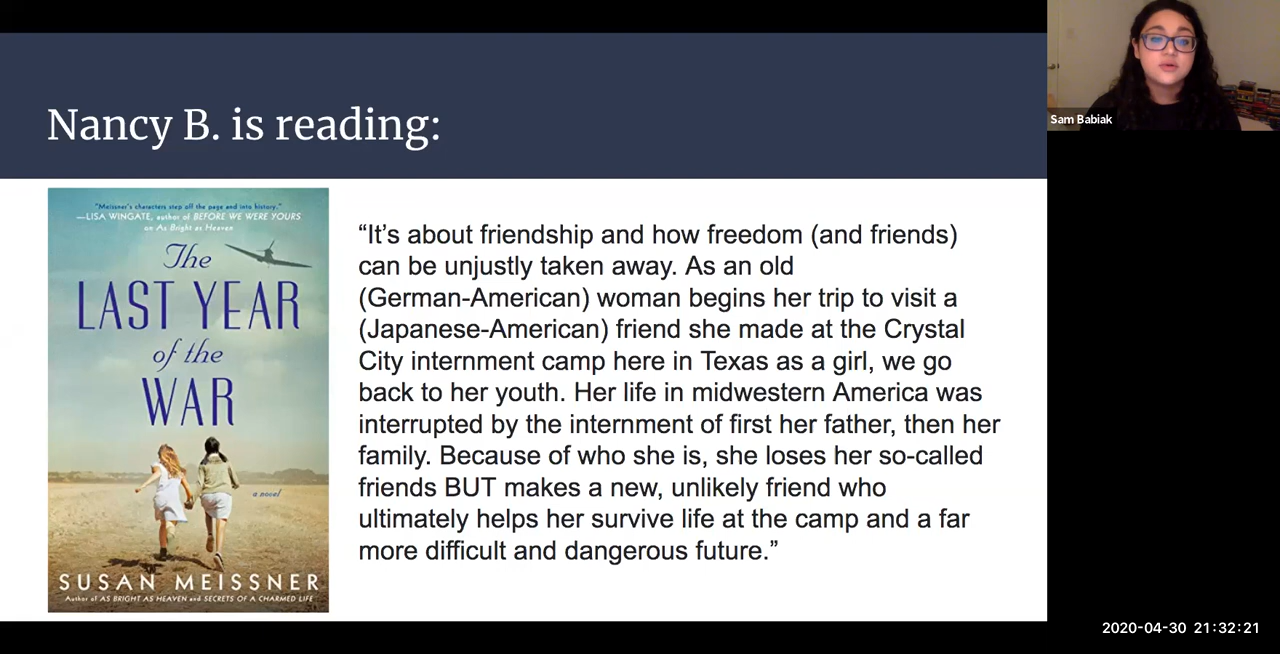 Nancy B. is reading:
"Meissner's characters step off the page and into history."
—LISA WINGATE, author of BEFORE WE WERE YOURS
on As Bright as Heaven
The
LAST YEAR
of the
WAR
a novel
SUSAN MEISSNER
Author of AS BRIGHT AS HEAVEN and SECRETS OF A CHARMED LIFE
“It’s about friendship and how freedom (and friends)
can be unjustly taken away. As an old
(German-American) woman begins her trip to visit a
(Japanese-American) friend she made at the Crystal
City internment camp here in Texas as a girl, we go
back to her youth. Her life in midwestern America was
interrupted by the internment of first her father, then her
family. Because of who she is, she loses her so-called
friends BUT makes a new, unlikely friend who
ultimately helps her survive life at the camp and a far
more difficult and dangerous future.”
Sam Babiak
2020-04-30 21:32:21